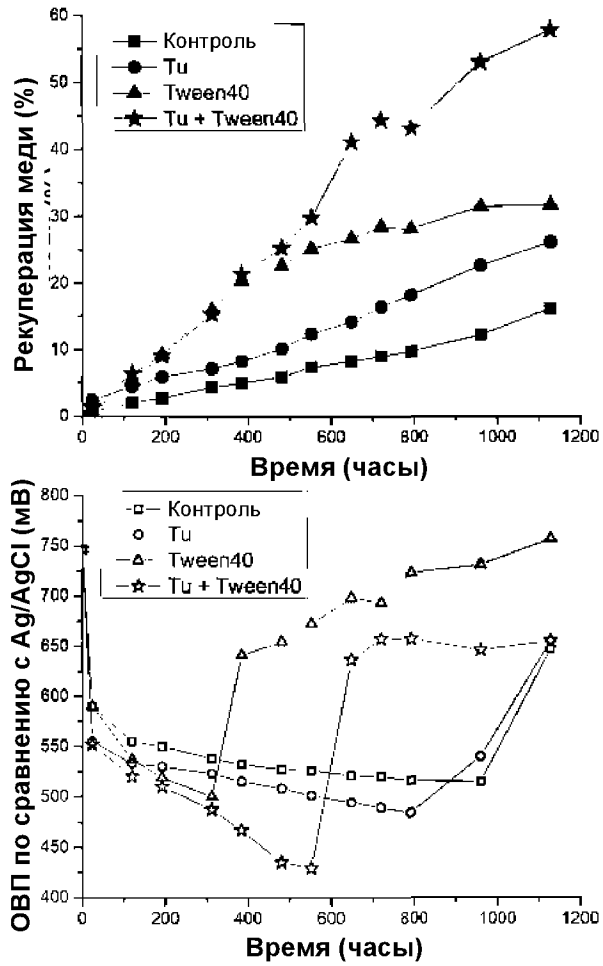 Рекуперация меди (%)
60
50
40
30
20
10
0
Контроль
Tu
Tween40
Tu + Tween40
0
200
400
600
800
1000
1200
Время (часы)
ОВП по сравнению с Ag/AgCl (мВ)
800
750
700
650
600
550
500
450
400
Контроль
Tu
Tween40
Tu + Tween40
0
200
400
600
800
1000
1200
Время (часы)